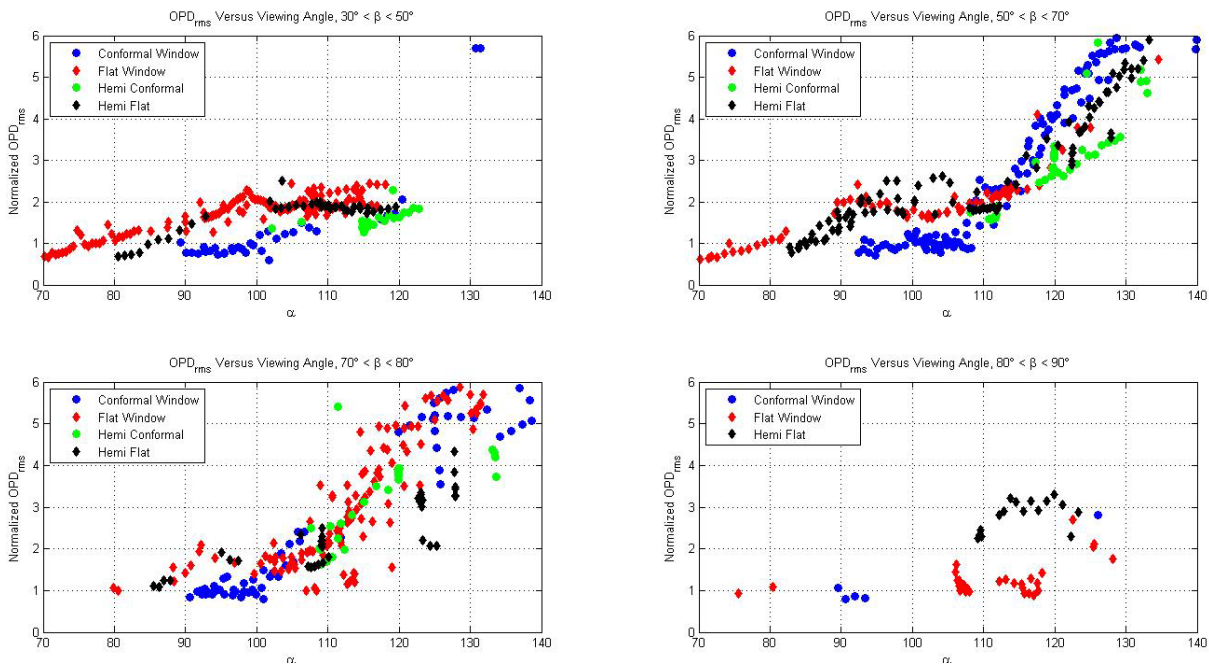 OPDrms Versus Viewing Angle, 30° < β < 50°
Normalized OPDrms
6
5
4
3
2
1
0
Conformal Window
Flat Window
Hemi Conformal
Hemi Flat
70 80 90 100 110 120 130 140
α
OPDrms Versus Viewing Angle, 50° < β < 70°
Normalized OPDrms
6
5
4
3
2
1
0
Conformal Window
Flat Window
Hemi Conformal
Hemi Flat
70 80 90 100 110 120 130 140
α
OPDrms Versus Viewing Angle, 70° < β < 80°
Normalized OPDrms
6
5
4
3
2
1
0
Conformal Window
Flat Window
Hemi Conformal
Hemi Flat
70 80 90 100 110 120 130 140
α
OPDrms Versus Viewing Angle, 80° < β < 90°
Normalized OPDrms
6
5
4
3
2
1
0
Conformal Window
Flat Window
Hemi Flat
70 80 90 100 110 120 130 140
α